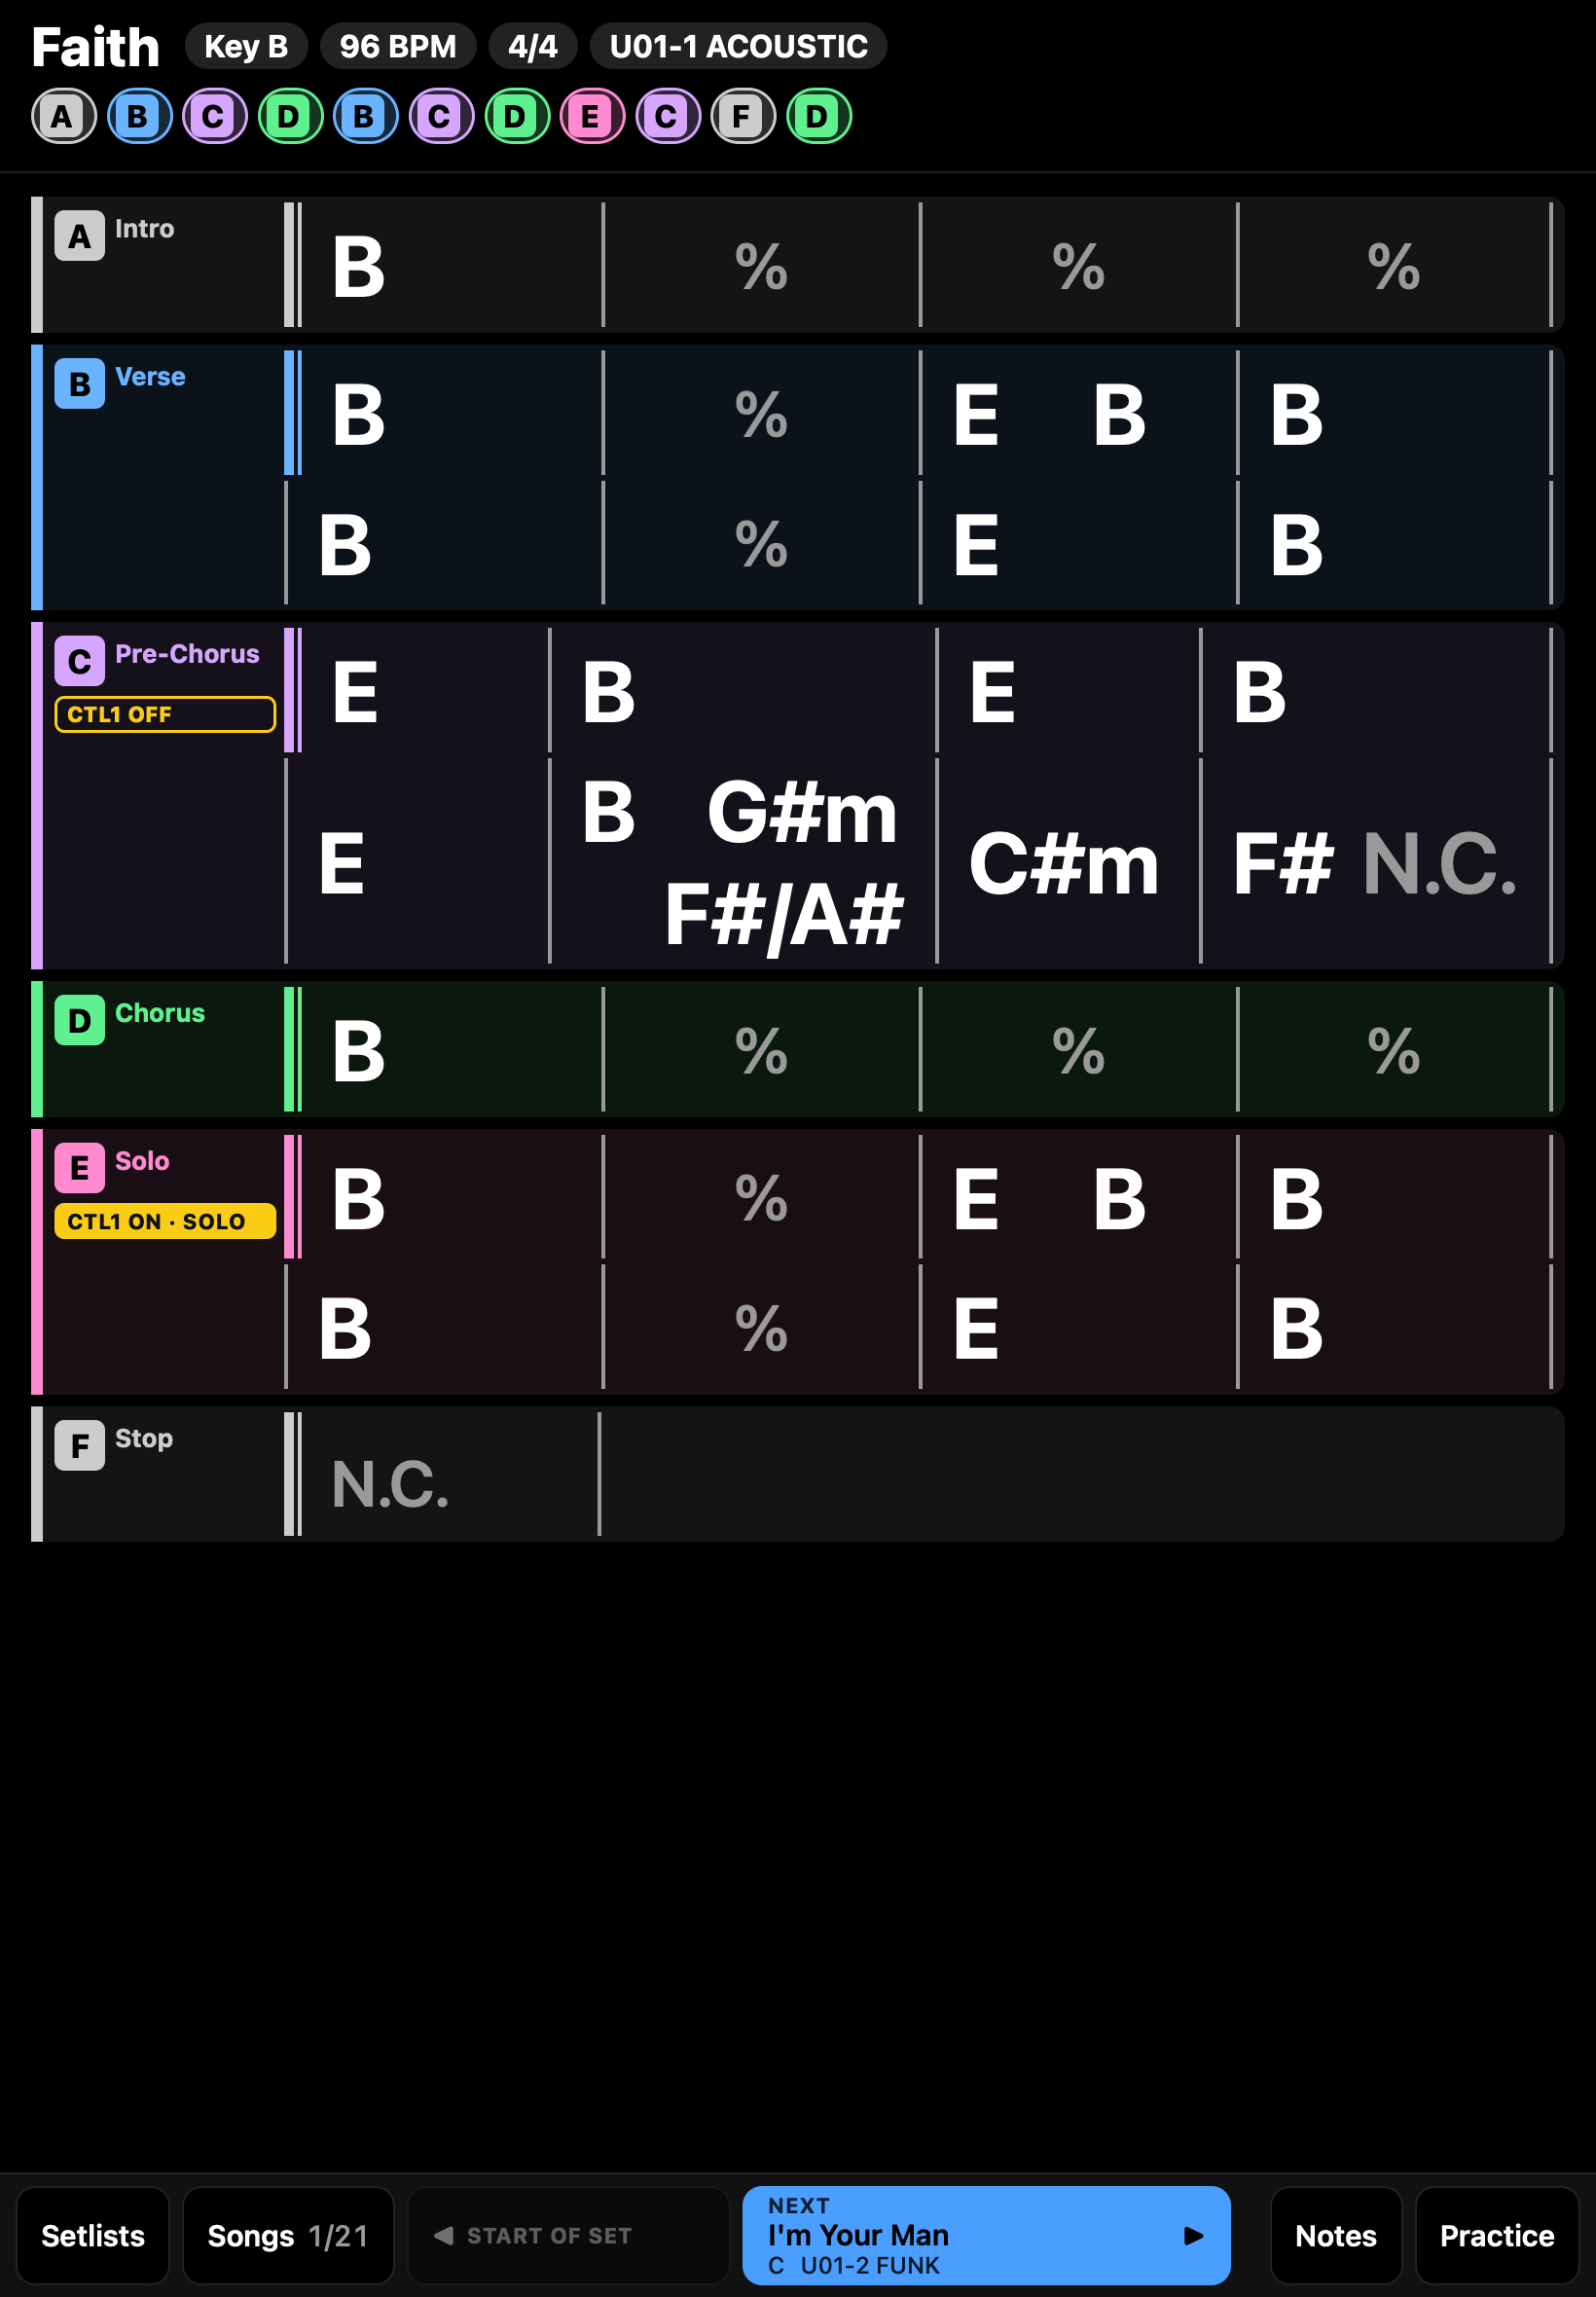 Faith Key B 96 BPM 4/4 U01-1 ACOUSTIC
A B C D B C D E C F D
A Intro B % % %
B Verse B % E B B
B % E B
C Pre-Chorus E B E B
CTL1 OFF
E B G#m F#/A# C#m F# N.C.
D Chorus B % % %
E Solo B % E B B
CTL1 ON · SOLO
B % E B
F Stop N.C.
Setlists Songs 1/21 ◀ START OF SET NEXT
I'm Your Man ▶
C U01-2 FUNK
Notes Practice